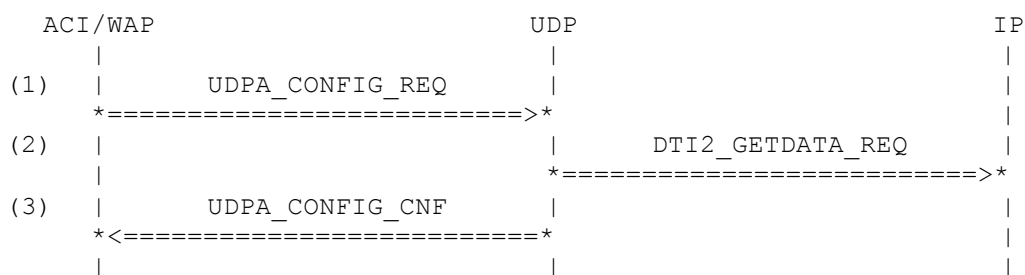 ACI/WAP UDP IP
| | |
(1) | UDPA_CONFIG_REQ | |
*==========================>* |
(2) | | DTI2_GETDATA_REQ |
| *==========================>*
(3) | UDPA_CONFIG_CNF | |
*<==========================* |
| | |